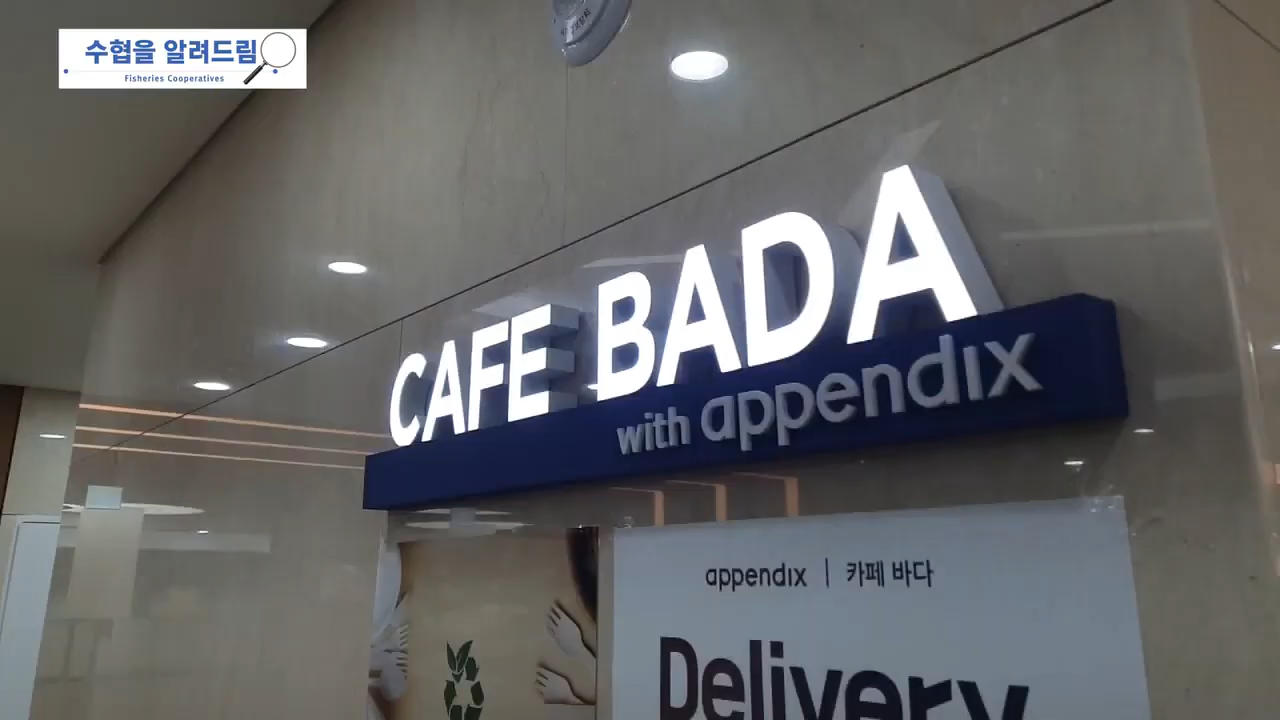 수협을 알려드림
Fisheries Cooperatives
CAFE BADA
with appendix
appendix | 카페 바다
Delivery